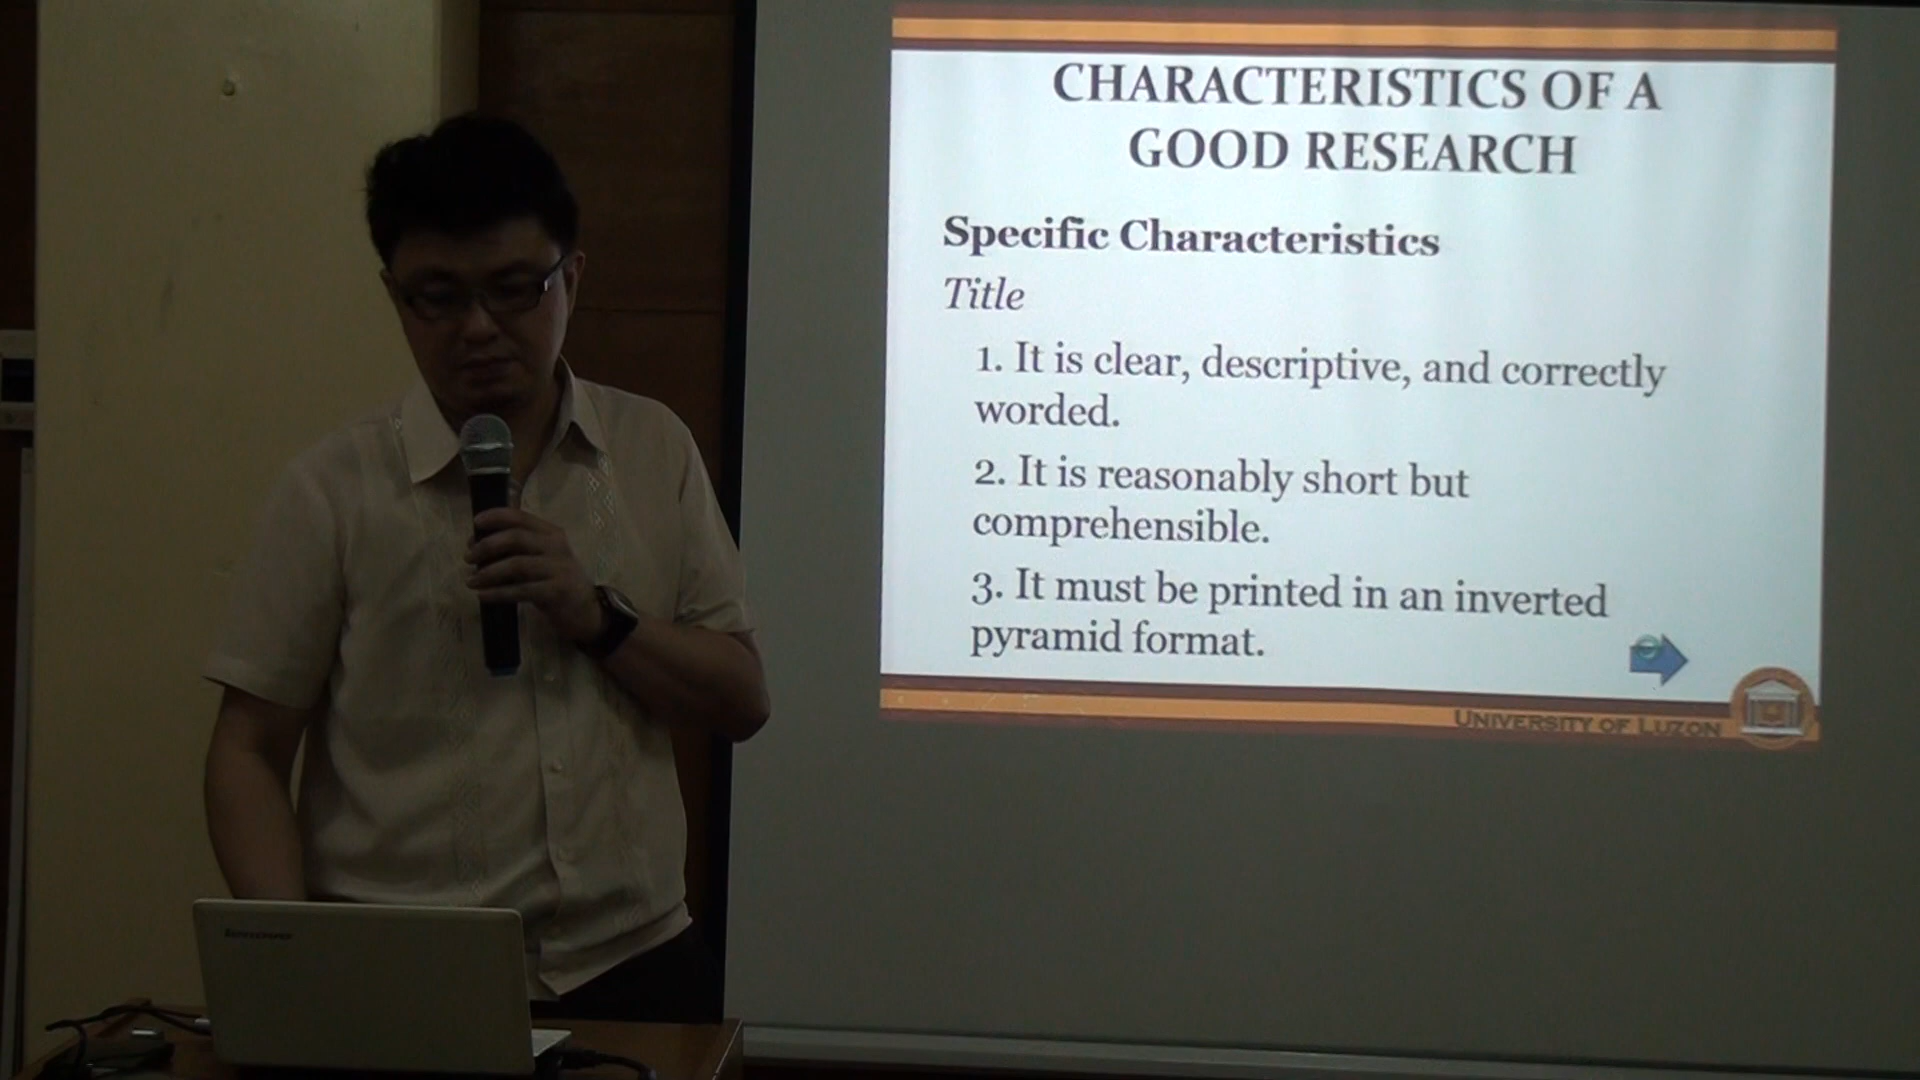 CHARACTERISTICS OF A
GOOD RESEARCH
Specific Characteristics
Title
1. It is clear, descriptive, and correctly
worded.
2. It is reasonably short but
comprehensible.
3. It must be printed in an inverted
pyramid format.
UNIVERSITY OF LUZON
lenovo